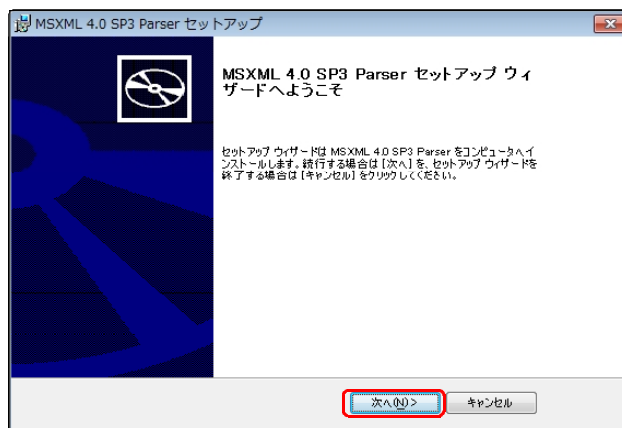 MSXML 4.0 SP3 Parser セットアップ
MSXML 4.0 SP3 Parser セットアップ ウィ
ザードへようこそ
セットアップ ウィザードは MSXML 4.0 SP3 Parser をコンピュータへイ
ンストールします。続行する場合は [次へ] を、セットアップ ウィザードを
終了する場合は [キャンセル] をクリックしてください。
次へ(N) >
キャンセル